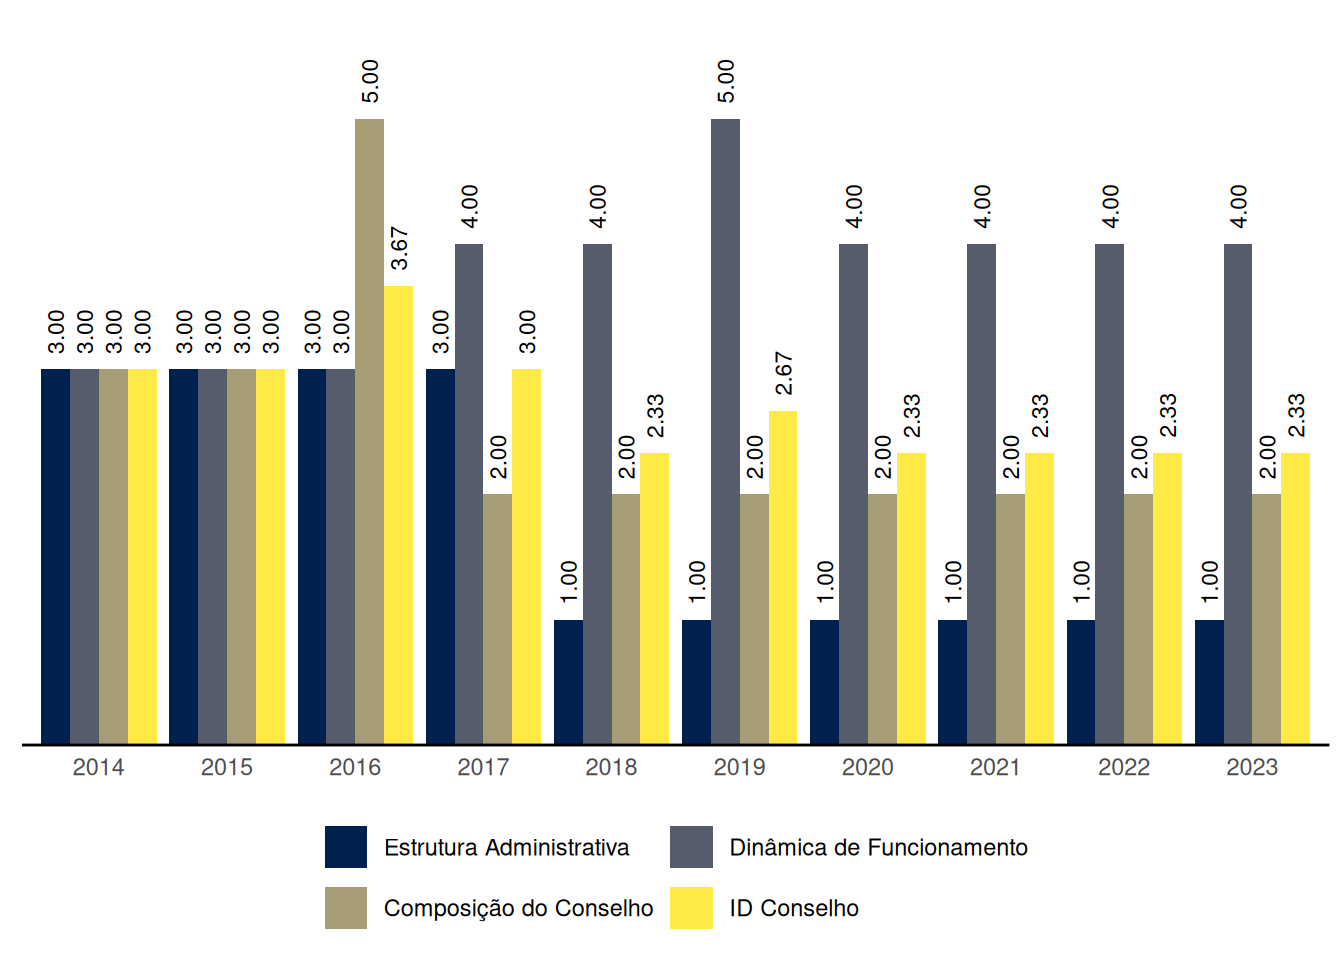 5.00 5.00
4.00 4.00 4.00 4.00 4.00 4.00
3.67
3.00 3.00 3.00 3.00 3.00 3.00 3.00 3.00 3.00 3.00 3.00 3.00
2.67
2.33 2.33 2.33 2.33 2.33
2.00 2.00 2.00 2.00 2.00 2.00 2.00
1.00 1.00 1.00 1.00 1.00 1.00
2014 2015 2016 2017 2018 2019 2020 2021 2022 2023
Estrutura Administrativa Dinâmica de Funcionamento
Composição do Conselho ID Conselho